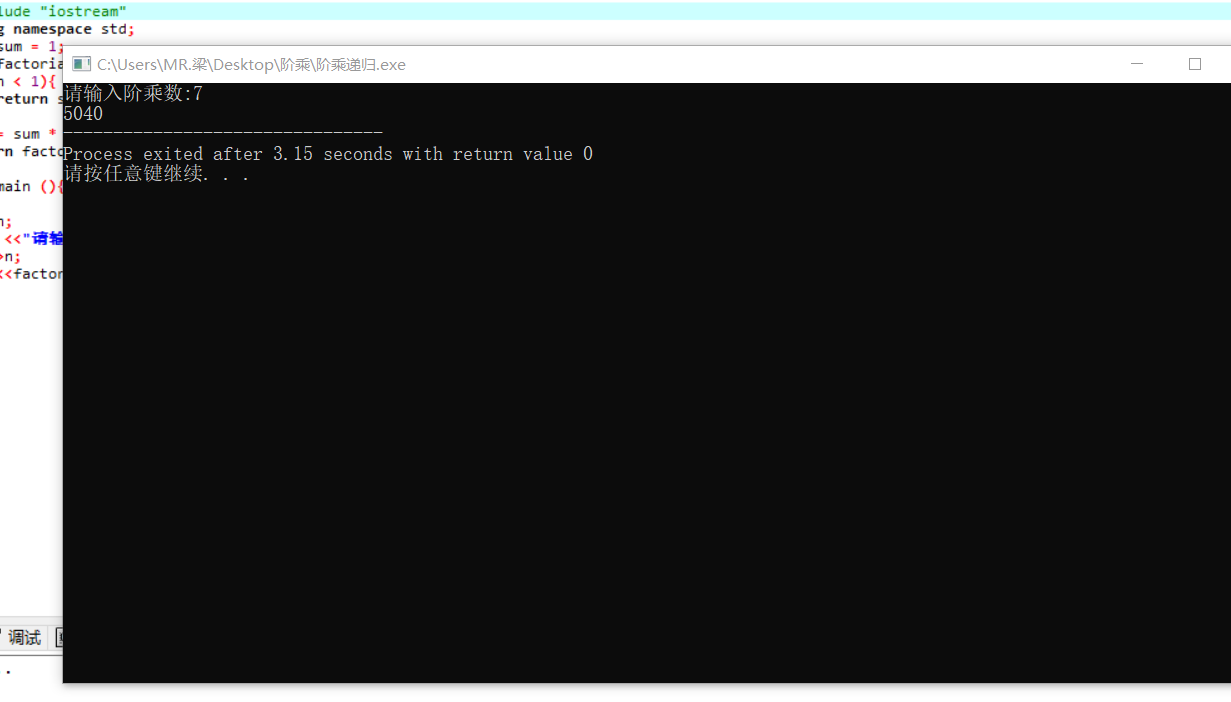 lude "iostream"
g namespace std;
sum = 1;
factoria
n < 1){
return s
= sum *
rn facto
main (){
n;
<<"请输
>n;
<<factor
C:\Users\MR.梁\Desktop\阶乘\阶乘递归.exe
请输入阶乘数:7
5040
--------------------------------
Process exited after 3.15 seconds with return value 0
请按任意键继续. . .
调试